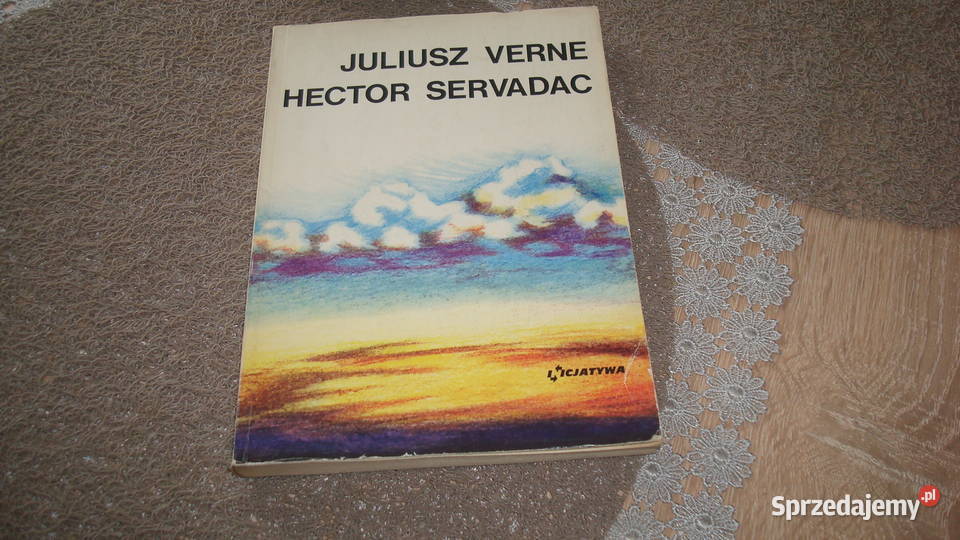 JULIUSZ VERNE
HECTOR SERVADAC
INICJATYWA
Sprzedajemy.pl